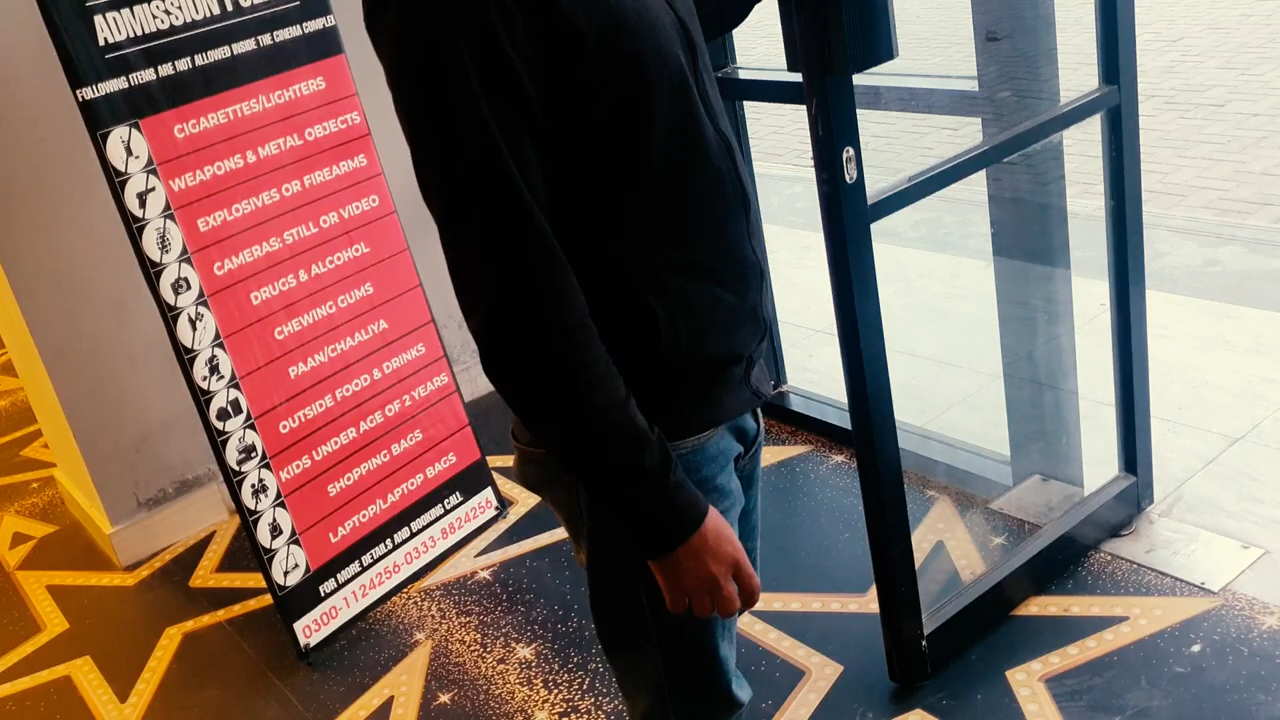 ADMISSION
FOLLOWING ITEMS ARE NOT ALLOWED INSIDE THE CINEMA COMPLEX
CIGARETTES/LIGHTERS
WEAPONS & METAL OBJECTS
EXPLOSIVES OR FIREARMS
CAMERAS: STILL OR VIDEO
DRUGS & ALCOHOL
CHEWING GUMS
PAAN/CHAALIYA
OUTSIDE FOOD & DRINKS
KIDS UNDER AGE OF 2 YEARS
SHOPPING BAGS
LAPTOP/LAPTOP BAGS
FOR MORE DETAILS AND BOOKING CALL
0300-1124256-0333-8824256